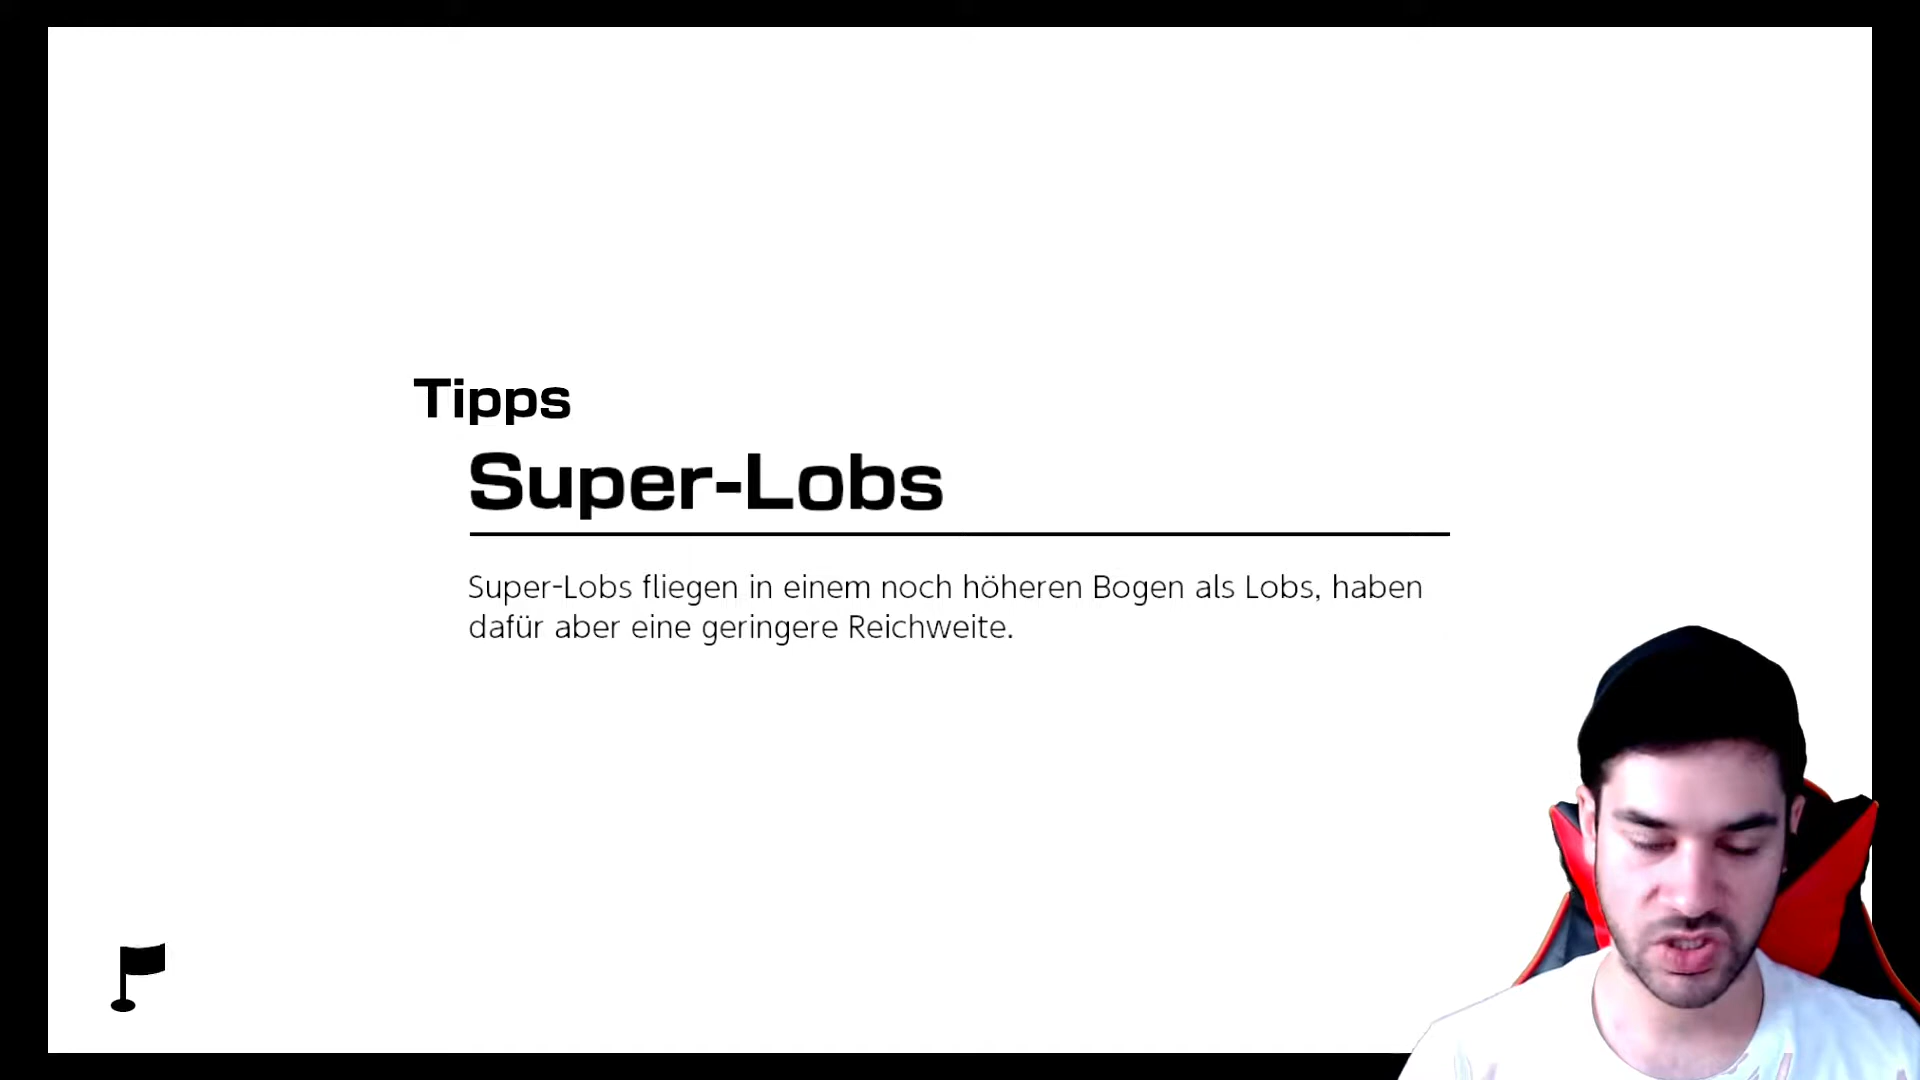 Tipps
Super-Lobs
Super-Lobs fliegen in einem noch höheren Bogen als Lobs, haben
dafür aber eine geringere Reichweite.